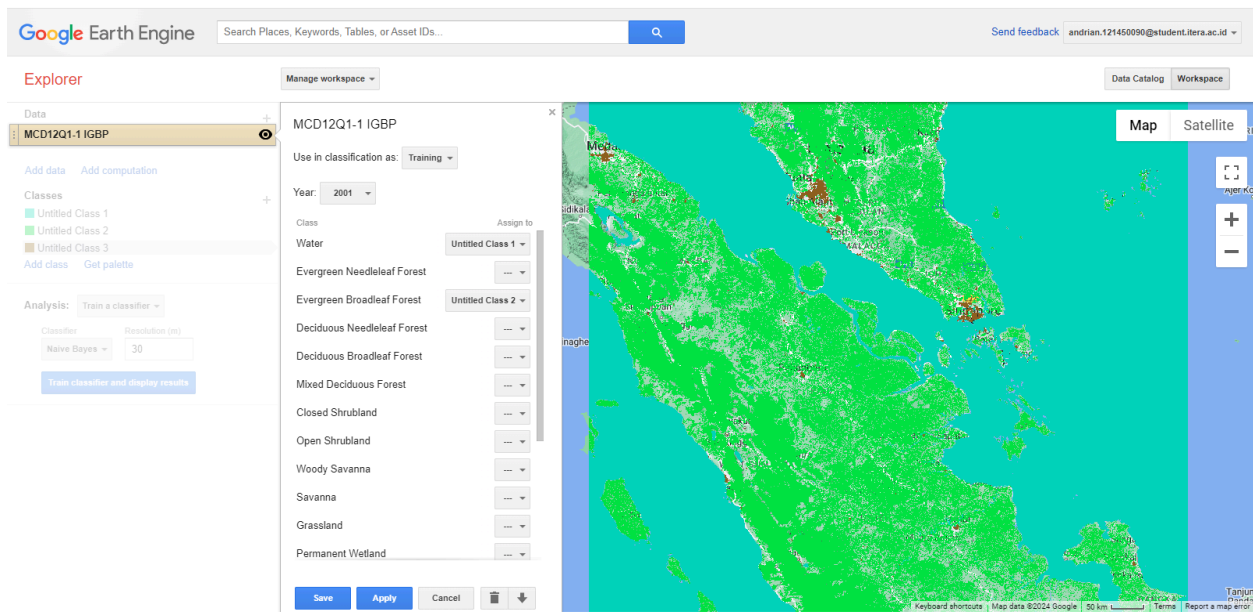 Google Earth Engine
Search Places, Keywords, Tables, or Asset IDs...
Send feedback
andrian.121450090@student.itera.ac.id
Explorer
Manage workspace
Data Catalog
Workspace
Data
MCD12Q1-1 IGBP
Add data
Add computation
Classes
Untitled Class 1
Untitled Class 2
Untitled Class 3
Add class
Get palette
Analysis:
Train a classifier
Classifier
Resolution (m)
Naive Bayes
30
Train classifier and display results
MCD12Q1-1 IGBP
Use in classification as:
Training
Year:
2001
Class
Assign to
Water
Untitled Class 1
Evergreen Needleleaf Forest
---
Evergreen Broadleaf Forest
Untitled Class 2
Deciduous Needleleaf Forest
---
Deciduous Broadleaf Forest
---
Mixed Deciduous Forest
---
Closed Shrubland
---
Open Shrubland
---
Woody Savanna
---
Savanna
---
Grassland
---
Permanent Wetland
---
Save
Apply
Cancel
Map
Satellite
Keyboard shortcuts
Map data ©2024 Google
50 km
Terms
Report a map err